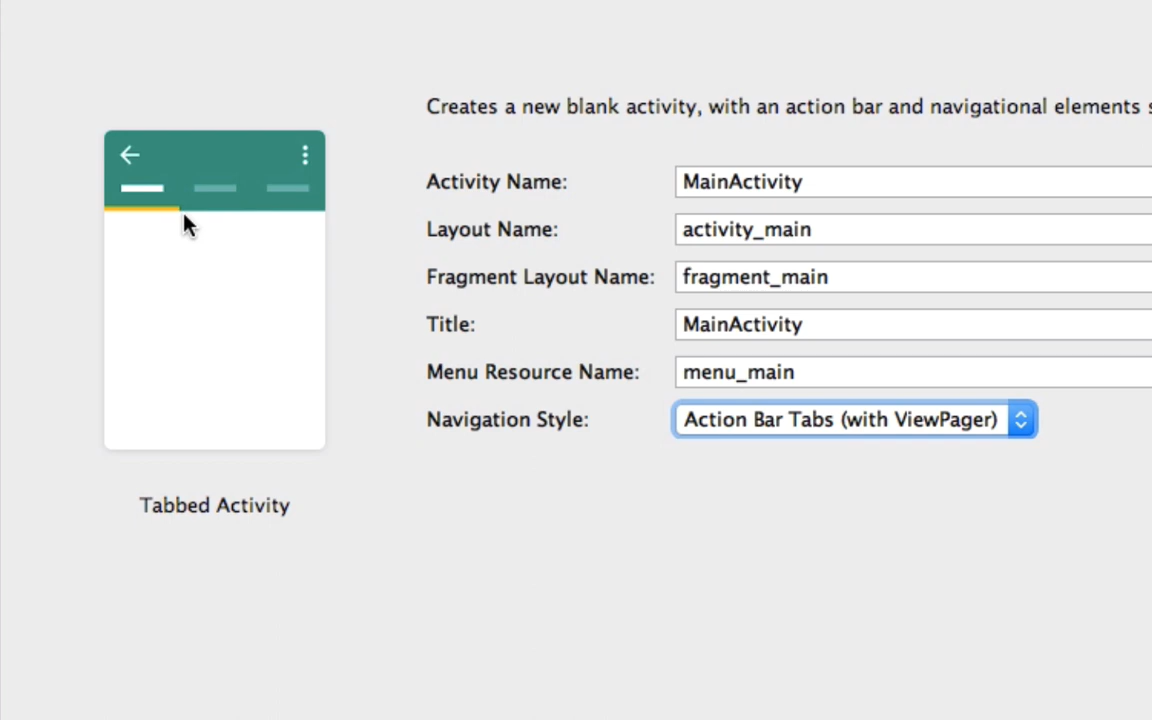 Creates a new blank activity, with an action bar and navigational elements
Activity Name: MainActivity
Layout Name: activity_main
Fragment Layout Name: fragment_main
Title: MainActivity
Menu Resource Name: menu_main
Navigation Style: Action Bar Tabs (with ViewPager)
Tabbed Activity